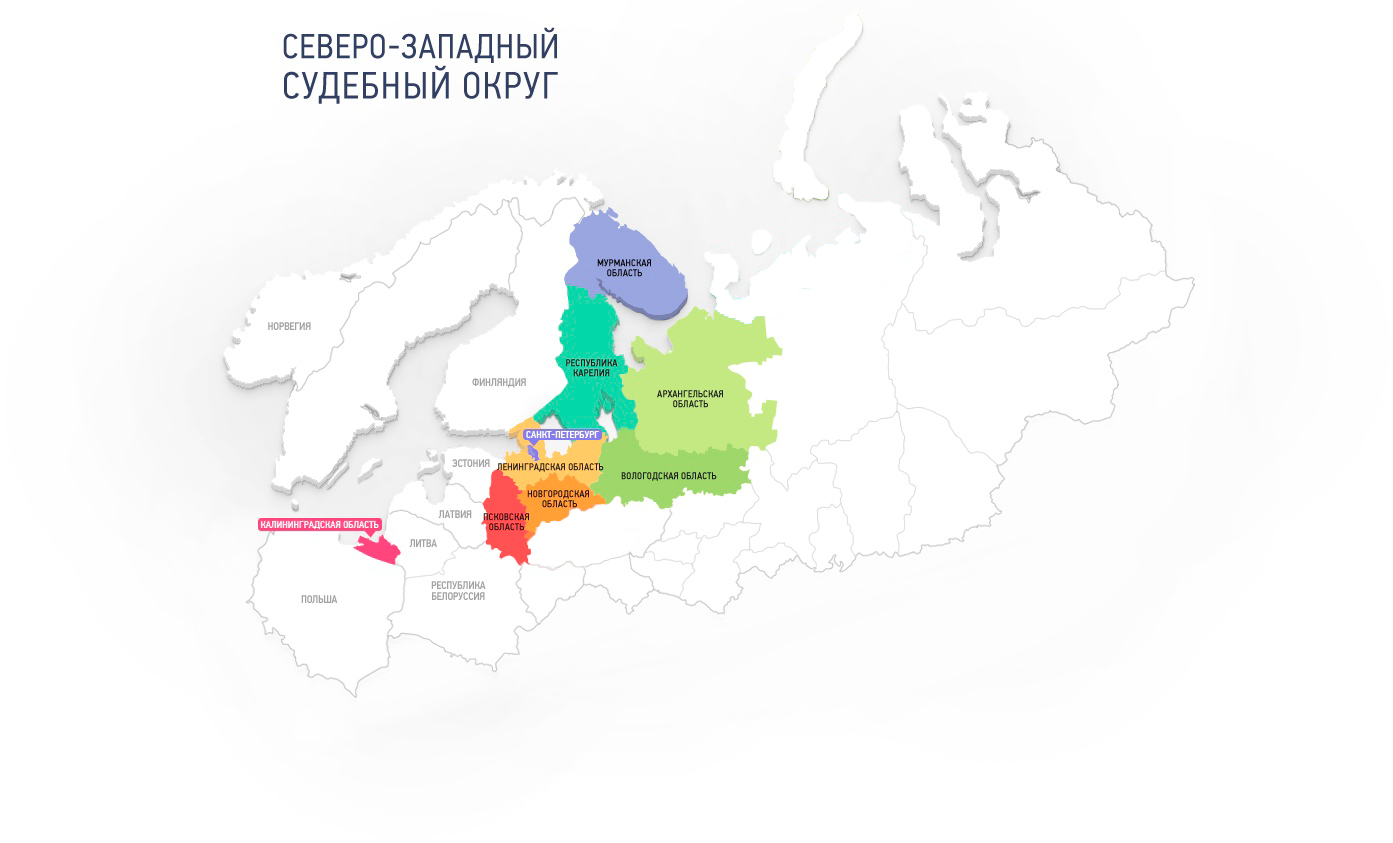 СЕВЕРО-ЗАПАДНЫЙ
СУДЕБНЫЙ ОКРУГ
МУРМАНСКАЯ
ОБЛАСТЬ
НОРВЕГИЯ
РЕСПУБЛИКА
КАРЕЛИЯ
ФИНЛЯНДИЯ
АРХАНГЕЛЬСКАЯ
ОБЛАСТЬ
САНКТ-ПЕТЕРБУРГ
ЭСТОНИЯ
ЛЕНИНГРАДСКАЯ ОБЛАСТЬ
ВОЛОГОДСКАЯ ОБЛАСТЬ
НОВГОРОДСКАЯ
ОБЛАСТЬ
ЛАТВИЯ
ПСКОВСКАЯ
ОБЛАСТЬ
КАЛИНИНГРАДСКАЯ ОБЛАСТЬ
ЛИТВА
РЕСПУБЛИКА
БЕЛОРУССИЯ
ПОЛЬША